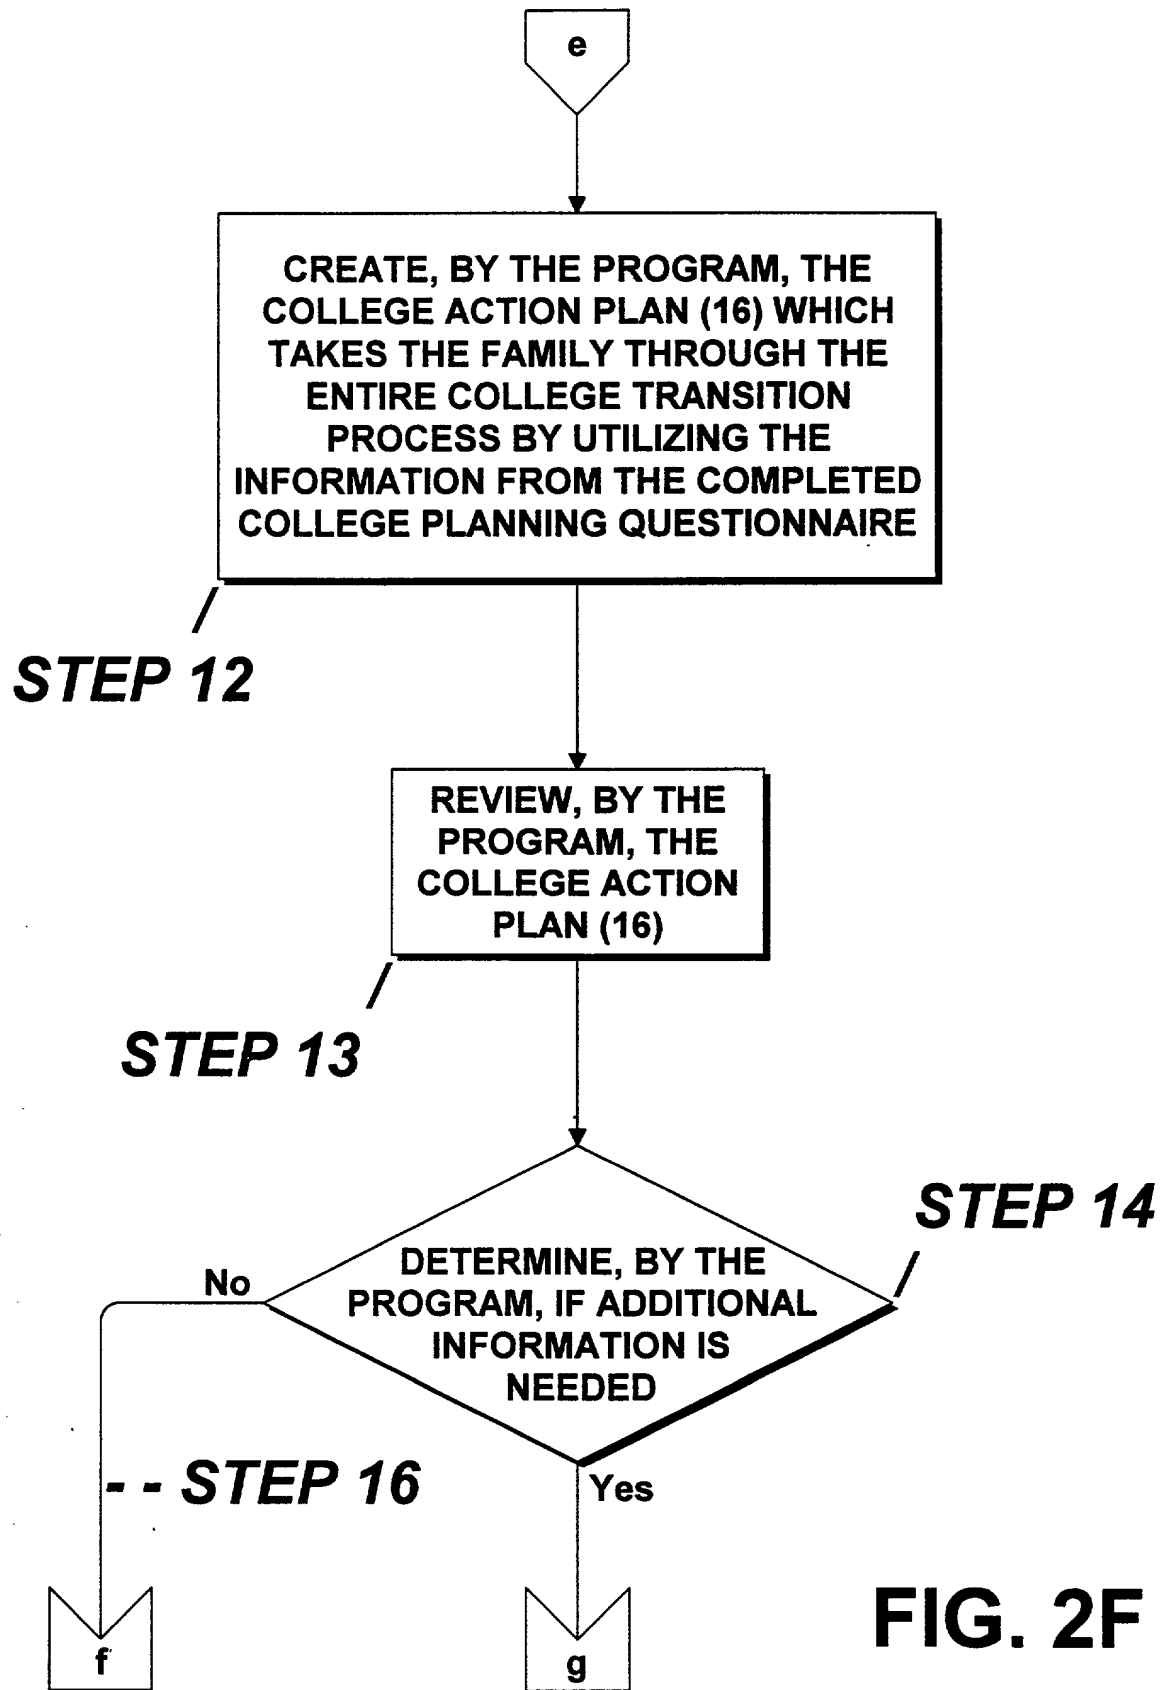 e
CREATE, BY THE PROGRAM, THE
COLLEGE ACTION PLAN (16) WHICH
TAKES THE FAMILY THROUGH THE
ENTIRE COLLEGE TRANSITION
PROCESS BY UTILIZING THE
INFORMATION FROM THE COMPLETED
COLLEGE PLANNING QUESTIONNAIRE
STEP 12
REVIEW, BY THE
PROGRAM, THE
COLLEGE ACTION
PLAN (16)
STEP 13
STEP 14
DETERMINE, BY THE
PROGRAM, IF ADDITIONAL
INFORMATION IS
NEEDED
No
-- STEP 16
Yes
f
g
FIG. 2F